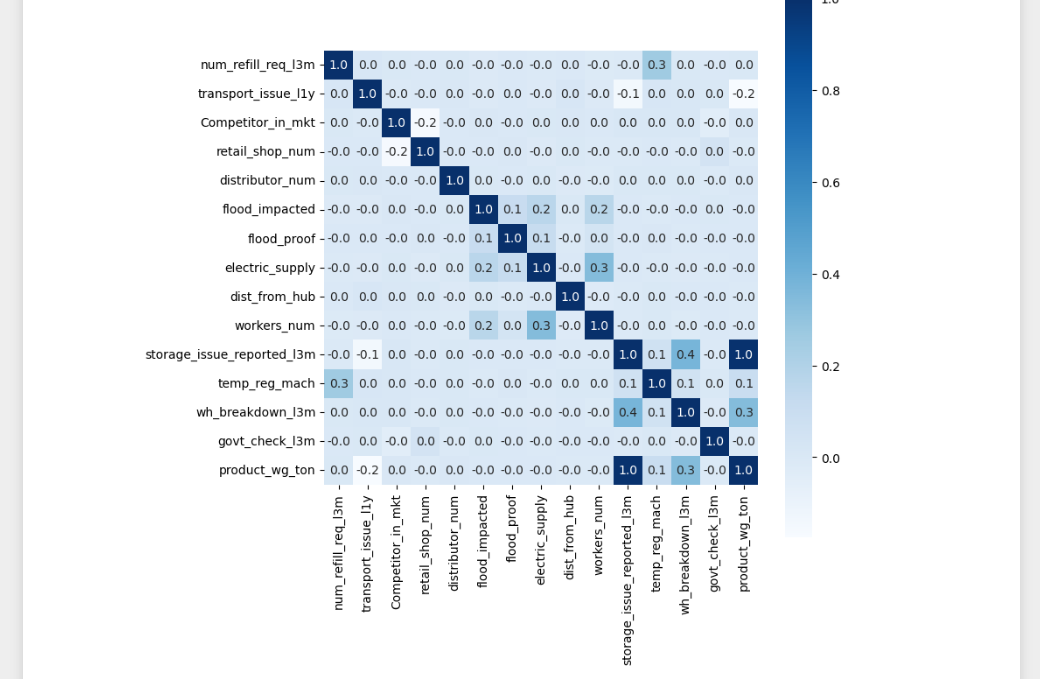 1.0
num_refill_req_l3m 1.0 0.0 0.0 -0.0 0.0 -0.0 -0.0 -0.0 0.0 -0.0 -0.0 0.3 0.0 -0.0 0.0
transport_issue_l1y 0.0 1.0 -0.0 -0.0 0.0 -0.0 -0.0 -0.0 0.0 -0.0 -0.1 0.0 0.0 0.0 -0.2
Competitor_in_mkt 0.0 -0.0 1.0 -0.2 -0.0 0.0 -0.0 0.0 0.0 0.0 0.0 0.0 0.0 -0.0 0.0
retail_shop_num -0.0 -0.0 -0.2 1.0 -0.0 -0.0 0.0 -0.0 0.0 -0.0 -0.0 -0.0 -0.0 0.0 -0.0
distributor_num 0.0 0.0 -0.0 -0.0 1.0 0.0 -0.0 0.0 -0.0 -0.0 0.0 0.0 0.0 -0.0 0.0
0.8
flood_impacted -0.0 -0.0 0.0 -0.0 0.0 1.0 0.1 0.2 0.0 0.2 -0.0 -0.0 -0.0 0.0 -0.0
flood_proof -0.0 -0.0 -0.0 0.0 -0.0 0.1 1.0 0.1 -0.0 0.0 -0.0 0.0 -0.0 -0.0 -0.0
0.6
electric_supply -0.0 -0.0 0.0 -0.0 0.0 0.2 0.1 1.0 -0.0 0.3 -0.0 -0.0 -0.0 -0.0 -0.0
dist_from_hub 0.0 0.0 0.0 0.0 -0.0 0.0 -0.0 -0.0 1.0 -0.0 -0.0 0.0 -0.0 -0.0 -0.0
workers_num -0.0 -0.0 0.0 -0.0 -0.0 0.2 0.0 0.3 -0.0 1.0 -0.0 0.0 -0.0 -0.0 -0.0
0.4
storage_issue_reported_l3m -0.0 -0.1 0.0 -0.0 0.0 -0.0 -0.0 -0.0 -0.0 -0.0 1.0 0.1 0.4 -0.0 1.0
temp_reg_mach 0.3 0.0 0.0 -0.0 0.0 -0.0 0.0 -0.0 0.0 0.0 0.1 1.0 0.1 0.0 0.1
0.2
wh_breakdown_l3m 0.0 0.0 0.0 -0.0 0.0 -0.0 -0.0 -0.0 -0.0 -0.0 0.4 0.1 1.0 -0.0 0.3
govt_check_l3m -0.0 0.0 -0.0 0.0 -0.0 0.0 -0.0 -0.0 -0.0 -0.0 -0.0 0.0 -0.0 1.0 -0.0
product_wg_ton 0.0 -0.2 0.0 -0.0 0.0 -0.0 -0.0 -0.0 -0.0 -0.0 1.0 0.1 0.3 -0.0 1.0
0.0
num_refill_req_l3m
transport_issue_l1y
Competitor_in_mkt
retail_shop_num
distributor_num
flood_impacted
flood_proof
electric_supply
dist_from_hub
workers_num
storage_issue_reported_l3m
temp_reg_mach
wh_breakdown_l3m
govt_check_l3m
product_wg_ton